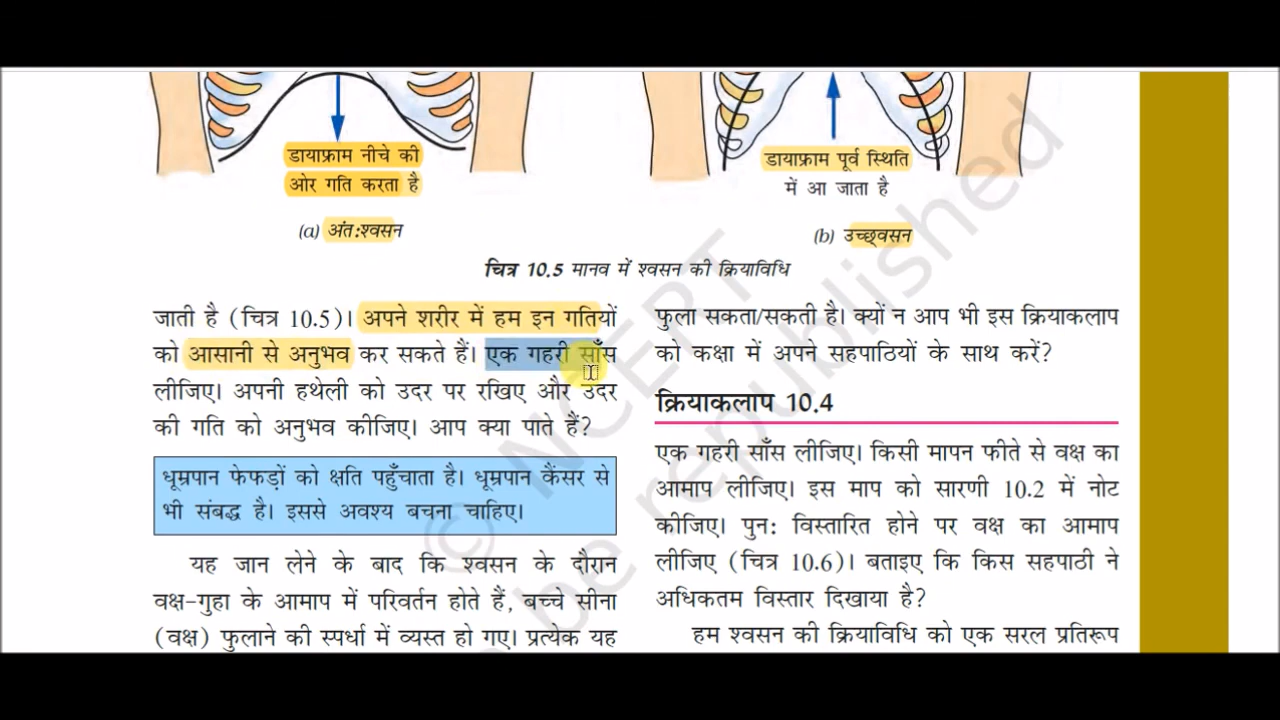 डायाफ्राम नीचे की
ओर गति करता है
(a) अंत:श्वसन
डायाफ्राम पूर्व स्थिति
में आ जाता है
(b) उच्छ्वसन
चित्र 10.5 मानव में श्वसन की क्रियाविधि
जाती है (चित्र 10.5)। अपने शरीर में हम इन गतियों
को आसानी से अनुभव कर सकते हैं। एक गहरी साँस
लीजिए। अपनी हथेली को उदर पर रखिए और उदर
की गति को अनुभव कीजिए। आप क्या पाते हैं?
धूम्रपान फेफड़ों को क्षति पहुँचाता है। धूम्रपान कैंसर से
भी संबद्ध है। इससे अवश्य बचना चाहिए।
यह जान लेने के बाद कि श्वसन के दौरान
वक्ष-गुहा के आमाप में परिवर्तन होते हैं, बच्चे सीना
(वक्ष) फुलाने की स्पर्धा में व्यस्त हो गए। प्रत्येक यह
फुला सकता/सकती है। क्यों न आप भी इस क्रियाकलाप
को कक्षा में अपने सहपाठियों के साथ करें?
क्रियाकलाप 10.4
एक गहरी साँस लीजिए। किसी मापन फीते से वक्ष का
आमाप लीजिए। इस माप को सारणी 10.2 में नोट
कीजिए। पुन: विस्तारित होने पर वक्ष का आमाप
लीजिए (चित्र 10.6)। बताइए कि किस सहपाठी ने
अधिकतम विस्तार दिखाया है?
हम श्वसन की क्रियाविधि को एक सरल प्रतिरूप
© NCERT
be republished